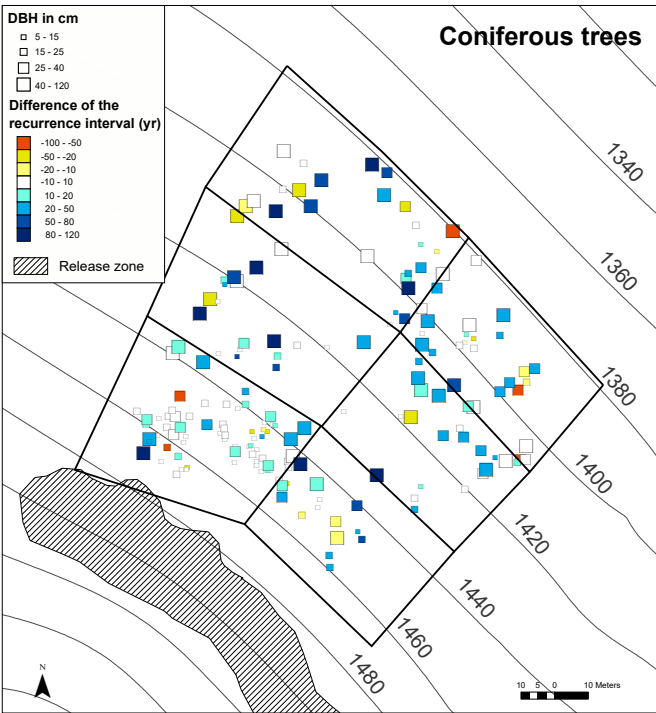 DBH in cm
5 - 15
15 - 25
25 - 40
40 - 120
Difference of the
recurrence interval (yr)
-100 - -50
-50 - -20
-20 - -10
-10 - 10
10 - 20
20 - 50
50 - 80
80 - 120
Release zone
Coniferous trees
1340
1360
1380
1400
1420
1440
1460
1480
N
10 5 0 10 Meters